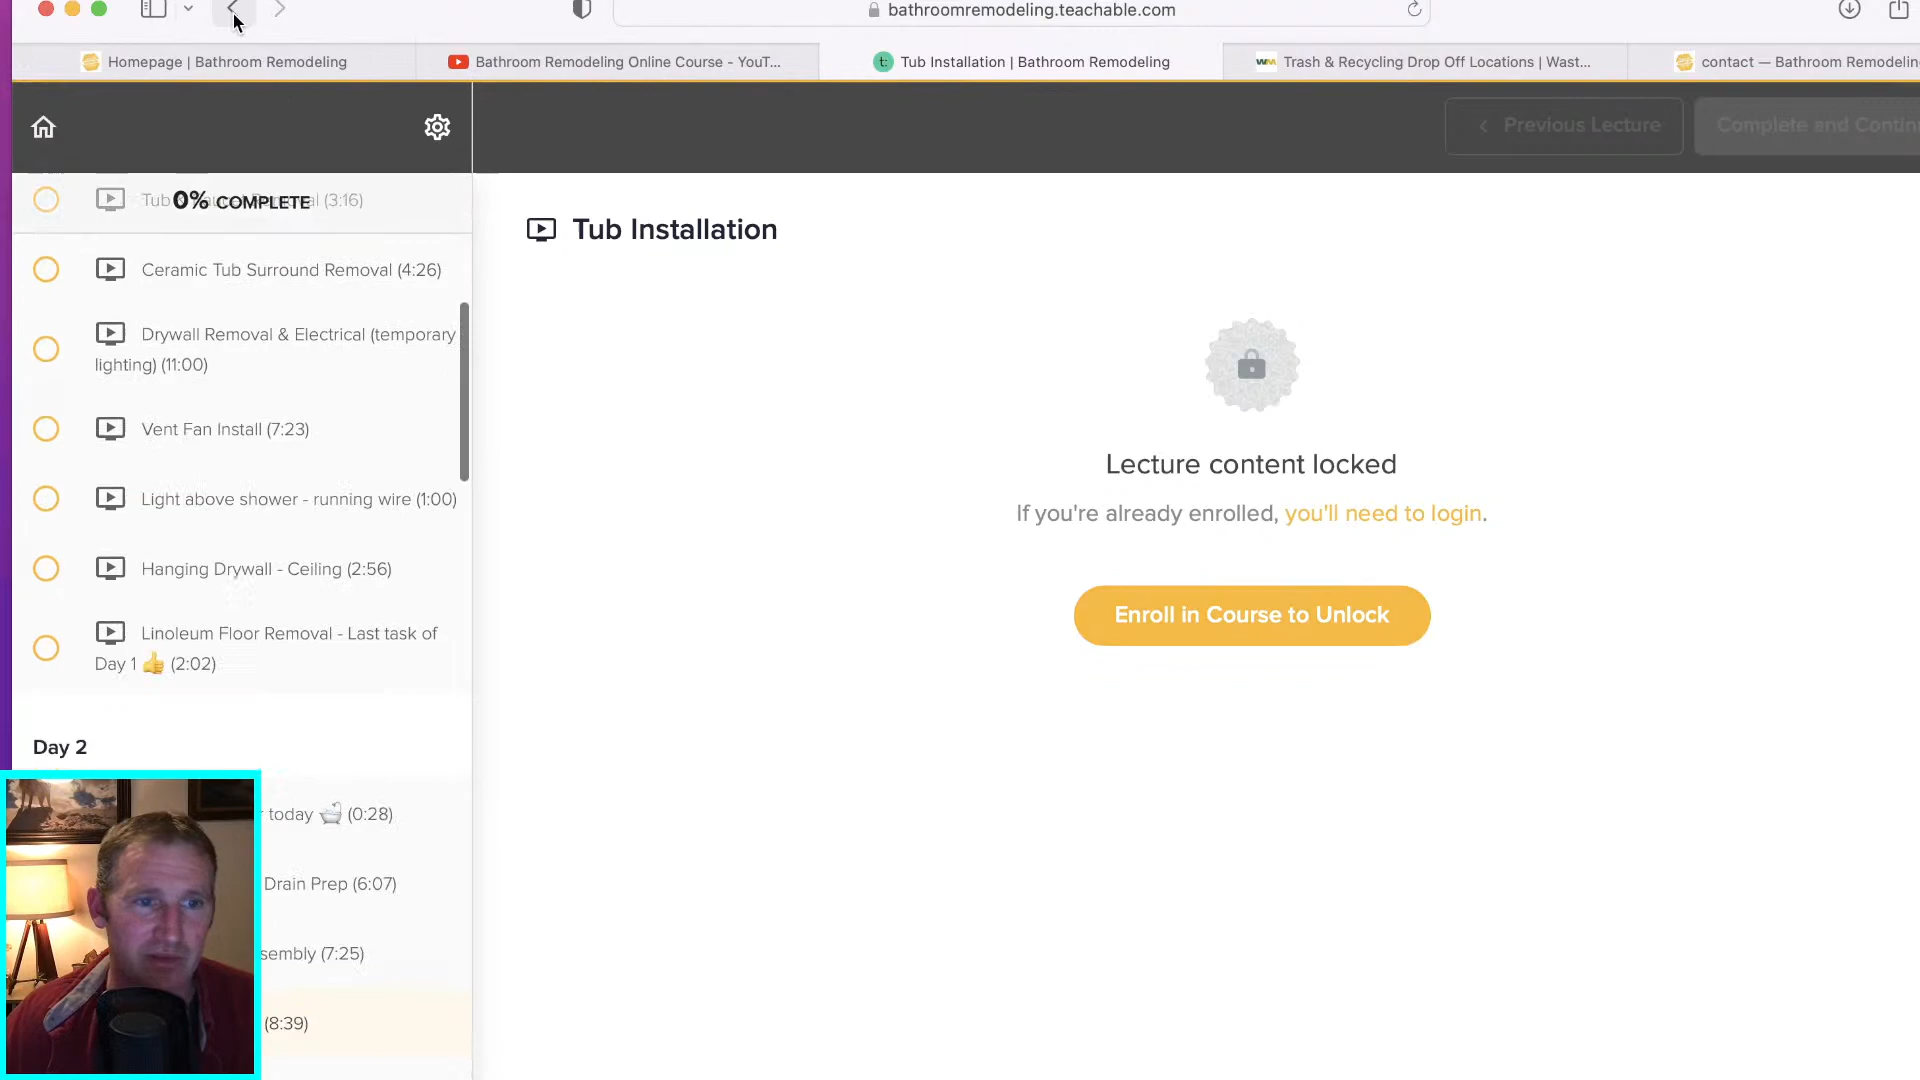 bathroomremodeling.teachable.com
Homepage | Bathroom Remodeling
Bathroom Remodeling Online Course - YouT...
t:
Tub Installation | Bathroom Remodeling
WM
Trash & Recycling Drop Off Locations | Wast...
contact — Bathroom Remodelin
Previous Lecture
Complete and Contin
0% COMPLETE
(3:16)
Ceramic Tub Surround Removal (4:26)
Drywall Removal & Electrical (temporary
lighting) (11:00)
Vent Fan Install (7:23)
Light above shower - running wire (1:00)
Hanging Drywall - Ceiling (2:56)
Linoleum Floor Removal - Last task of
Day 1 👍 (2:02)
Day 2
today 🛁 (0:28)
Drain Prep (6:07)
sembly (7:25)
(8:39)
Tub Installation
Lecture content locked
If you're already enrolled, you'll need to login.
Enroll in Course to Unlock